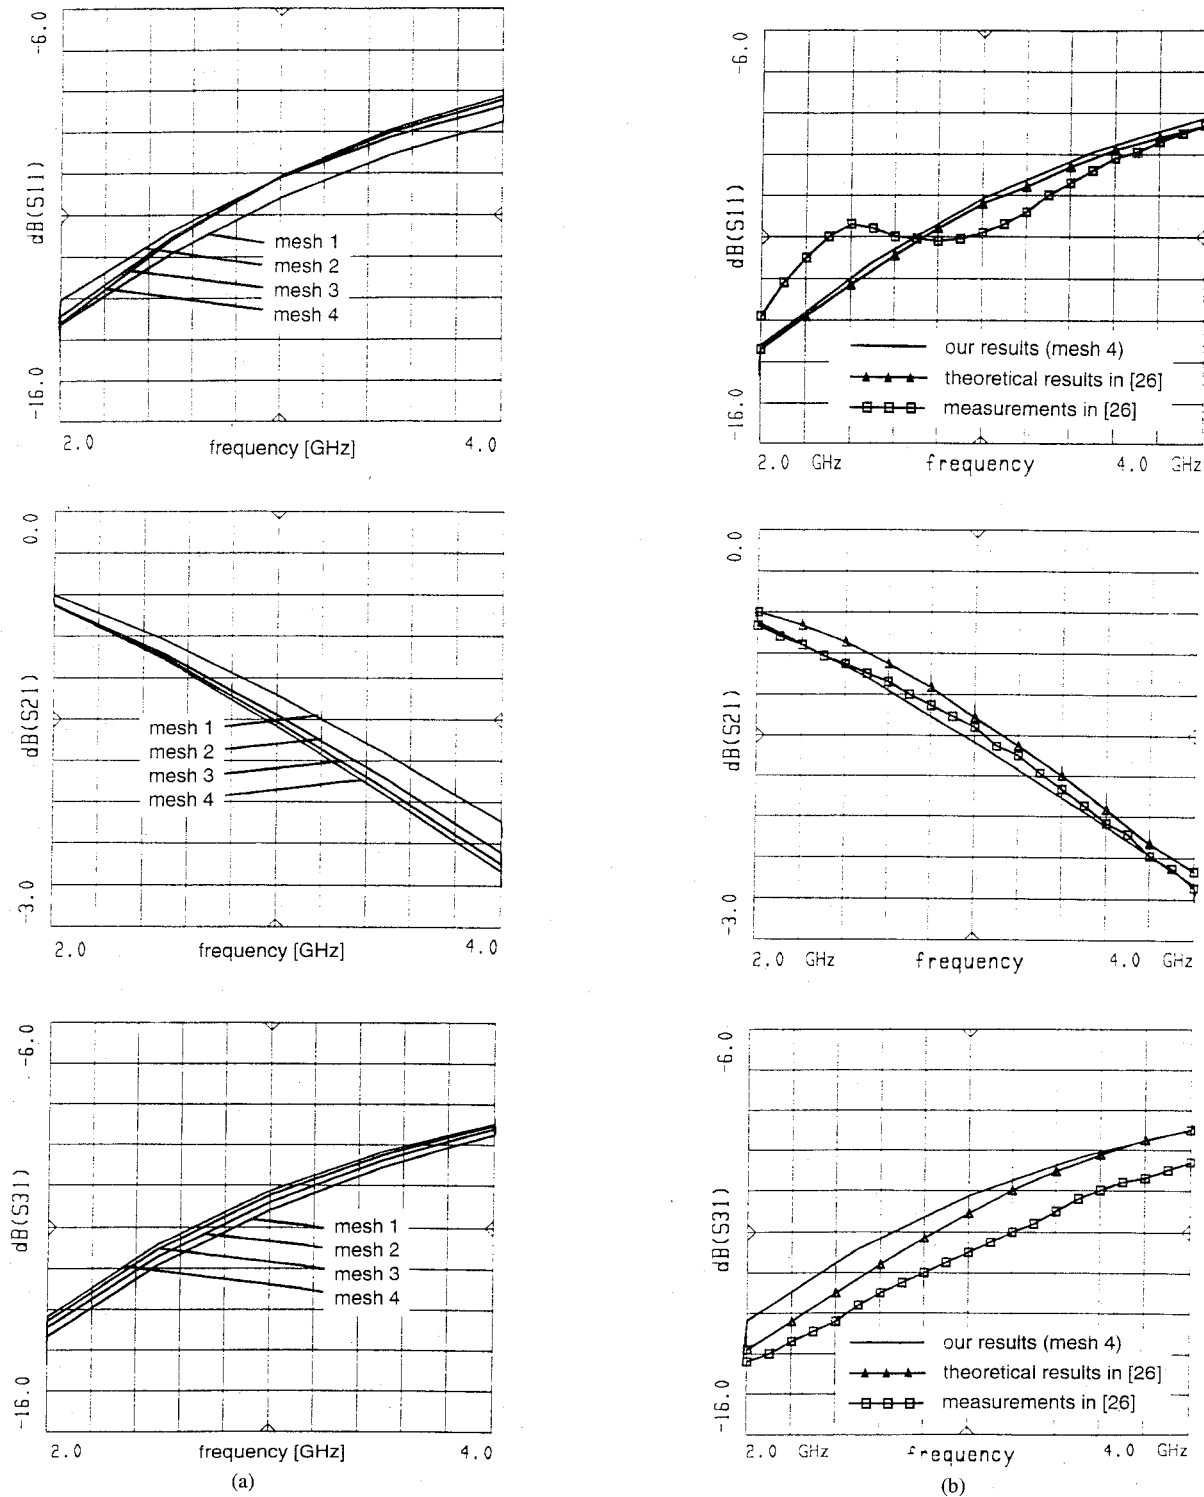 -6.0
dB(S11)
mesh 1
mesh 2
mesh 3
mesh 4
-16.0
2.0
frequency [GHz]
4.0
0.0
dB(S21)
mesh 1
mesh 2
mesh 3
mesh 4
-3.0
2.0
frequency [GHz]
4.0
-6.0
dB(S31)
mesh 1
mesh 2
mesh 3
mesh 4
-16.0
2.0
frequency [GHz]
4.0
(a)
-6.0
dB(S11)
our results (mesh 4)
theoretical results in [26]
measurements in [26]
-16.0
2.0 GHz frequency 4.0 GHz
0.0
dB(S21)
-3.0
2.0 GHz frequency 4.0 GHz
-6.0
dB(S31)
our results (mesh 4)
theoretical results in [26]
measurements in [26]
-16.0
2.0 GHz frequency 4.0 GHz
(b)